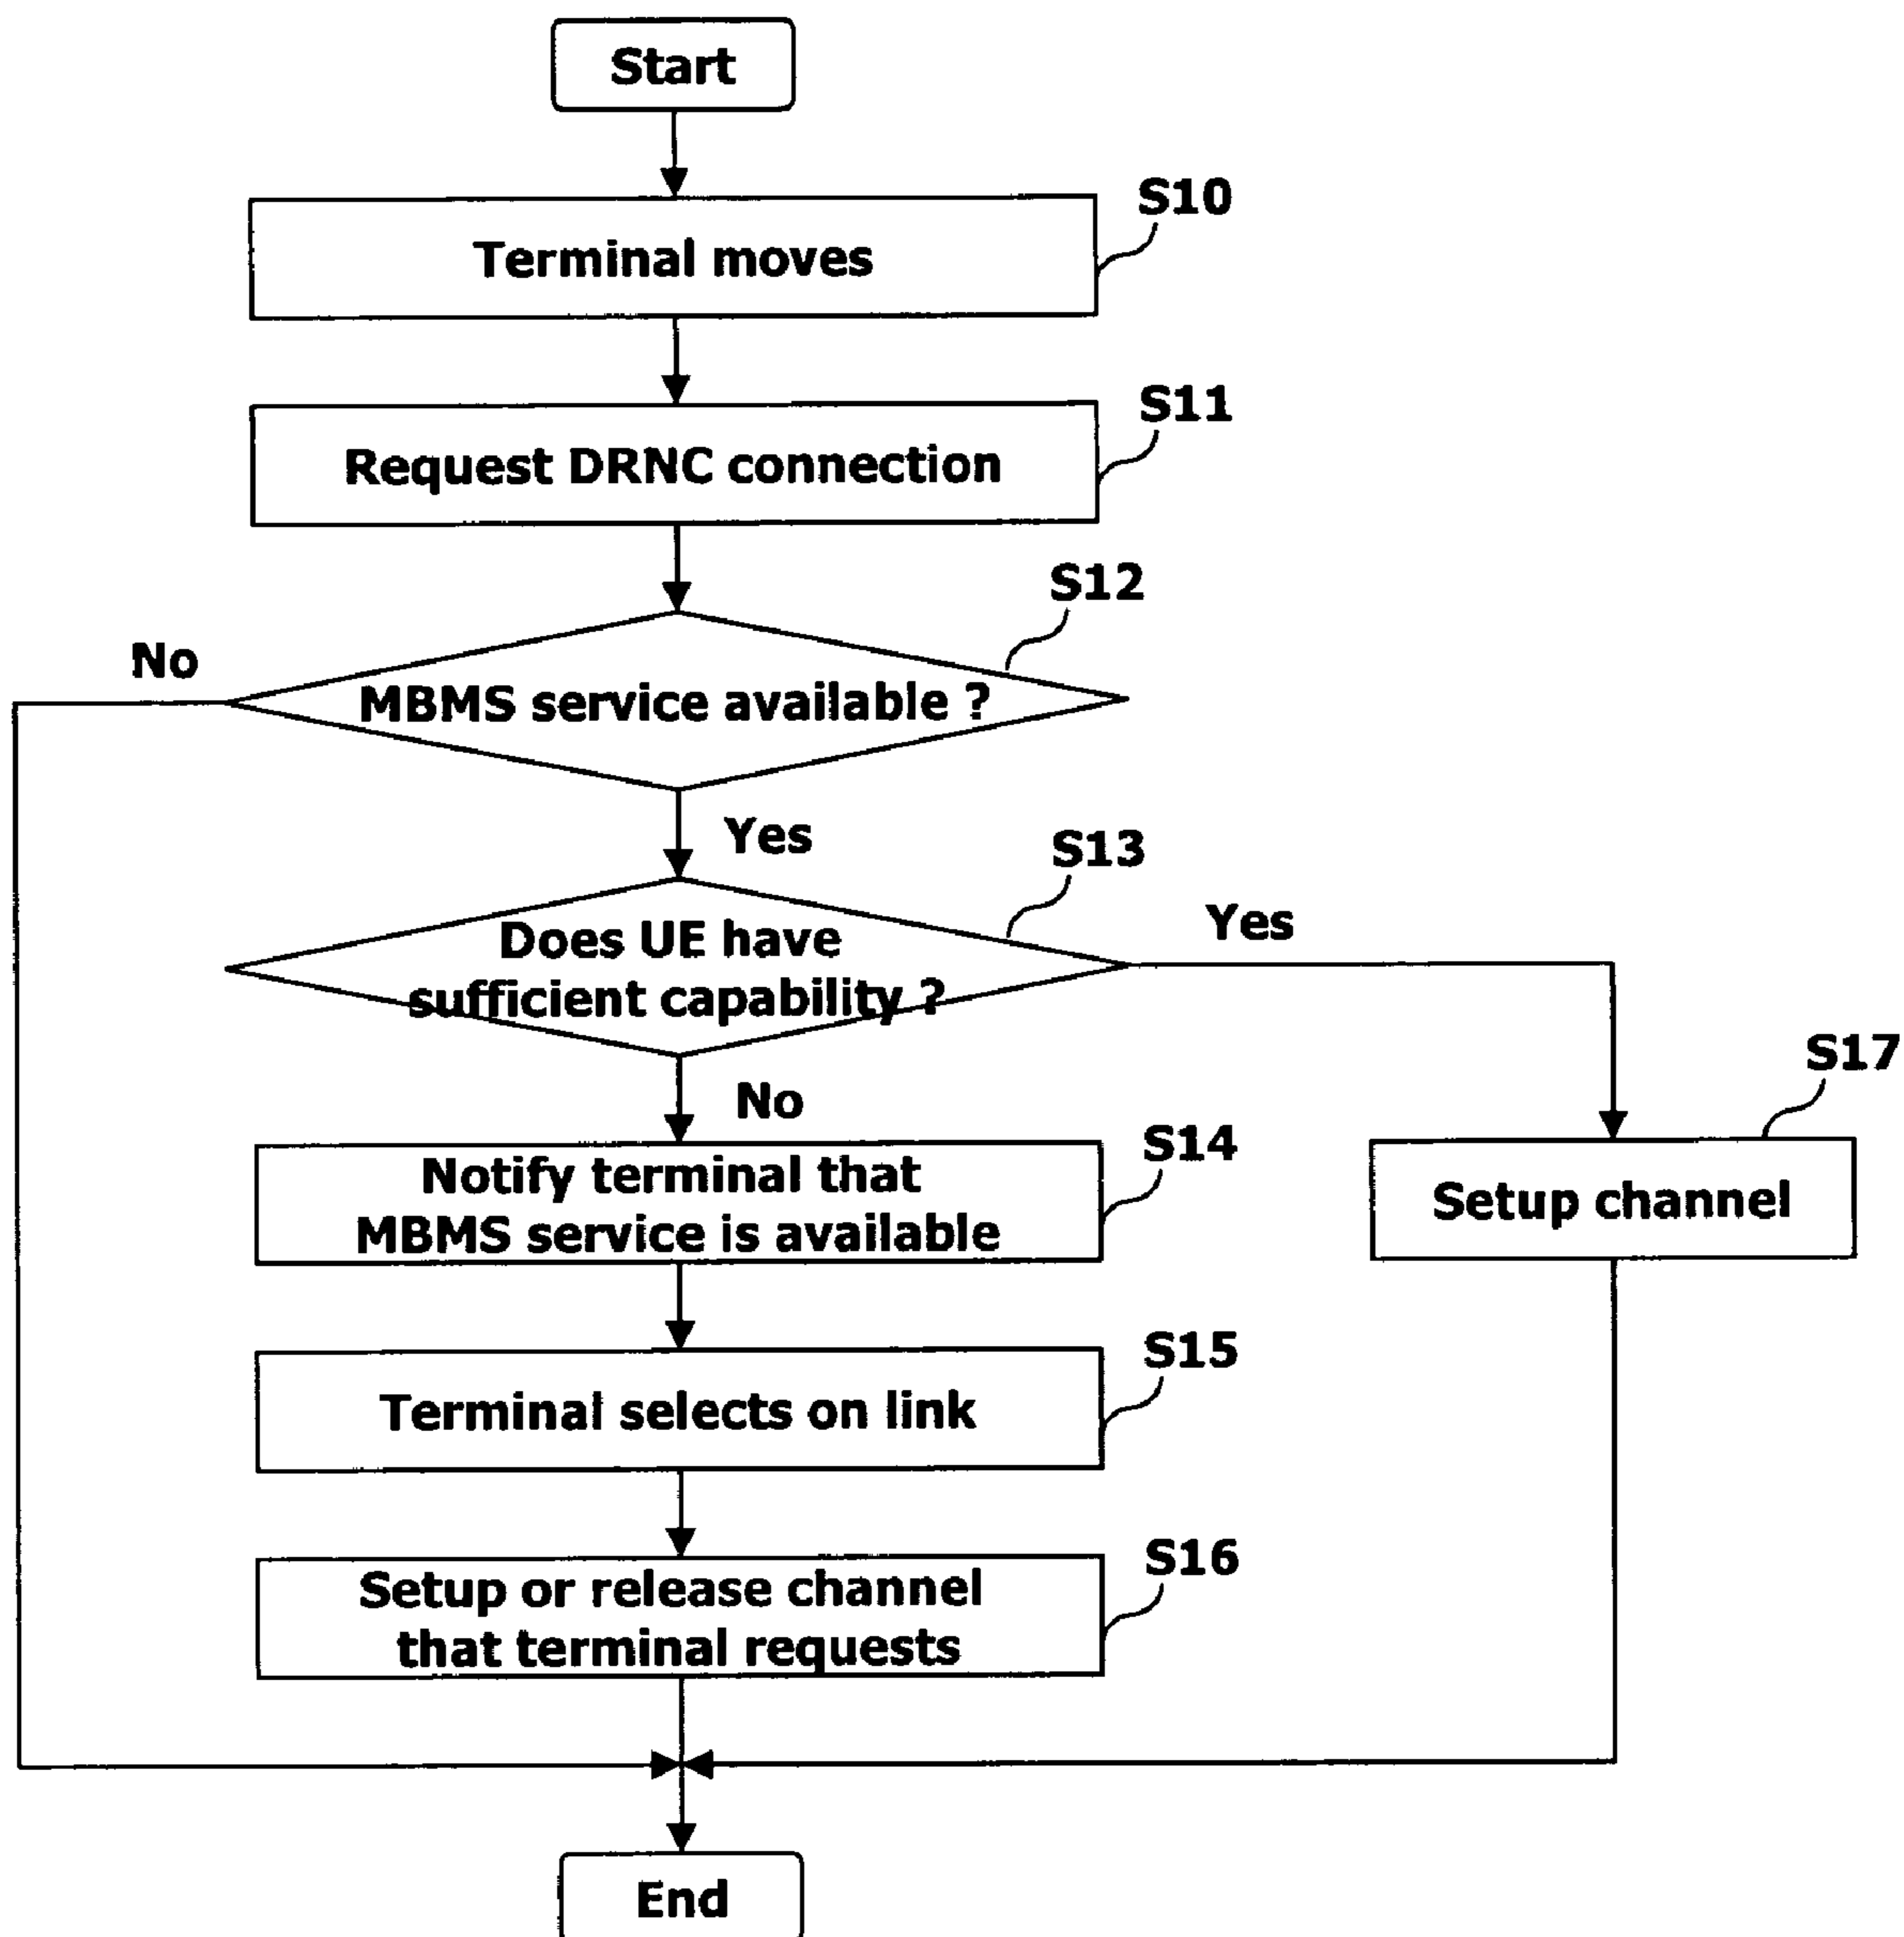 Start
S10
Terminal moves
S11
Request DRNC connection
S12
No
MBMS service available ?
Yes
S13
Does UE have
sufficient capability ?
Yes
No
S17
S14
Notify terminal that
MBMS service is available
Setup channel
S15
Terminal selects on link
S16
Setup or release channel
that terminal requests
End